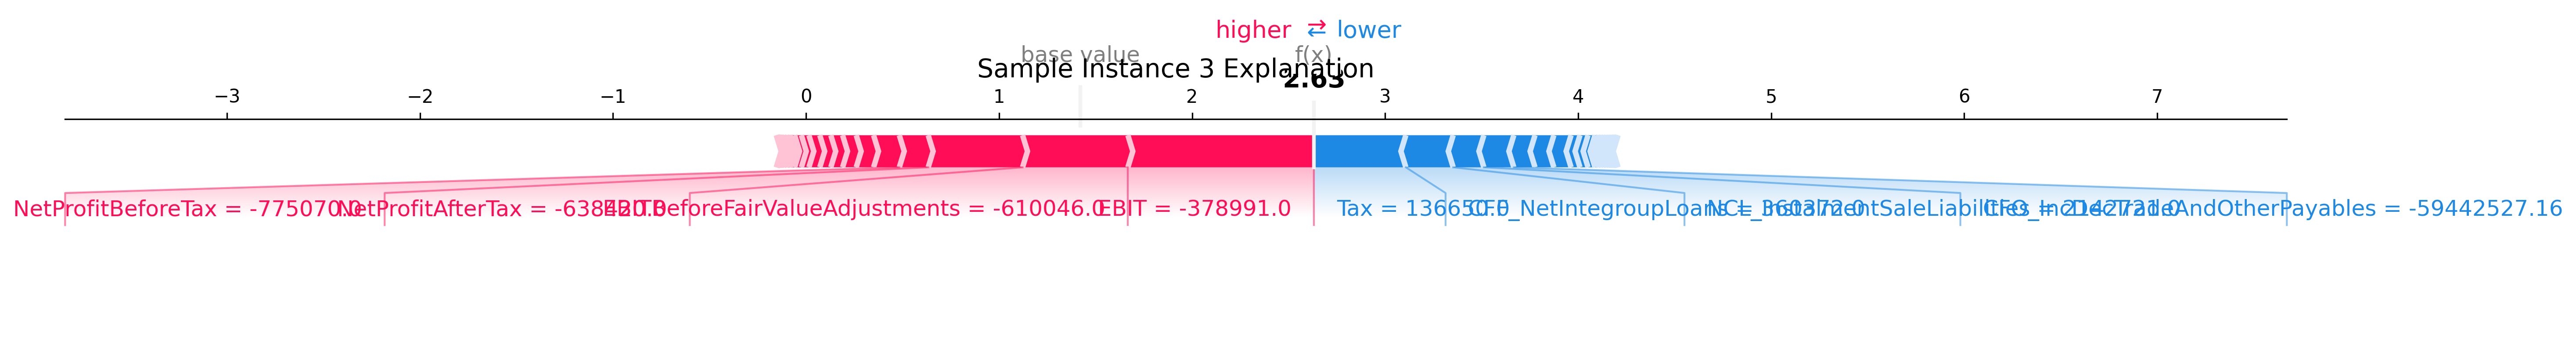 higher ⇄ lower
base value
f(x)
Sample Instance 3 Explanation
2.63
−3 −2 −1 0 1 2 3 4 5 6 7
NetProfitBeforeTax = -775070.0
NetProfitAfterTax = -638420.0
EBITBeforeFairValueAdjustments = -610046.0
EBIT = -378991.0
Tax = 136650.0
CFF_NetIntegroupLoans = 360372.0
NCL_InstalmentSaleLiabilities = 2142721.0
CFO_IncDecTradeAndOtherPayables = -59442527.16